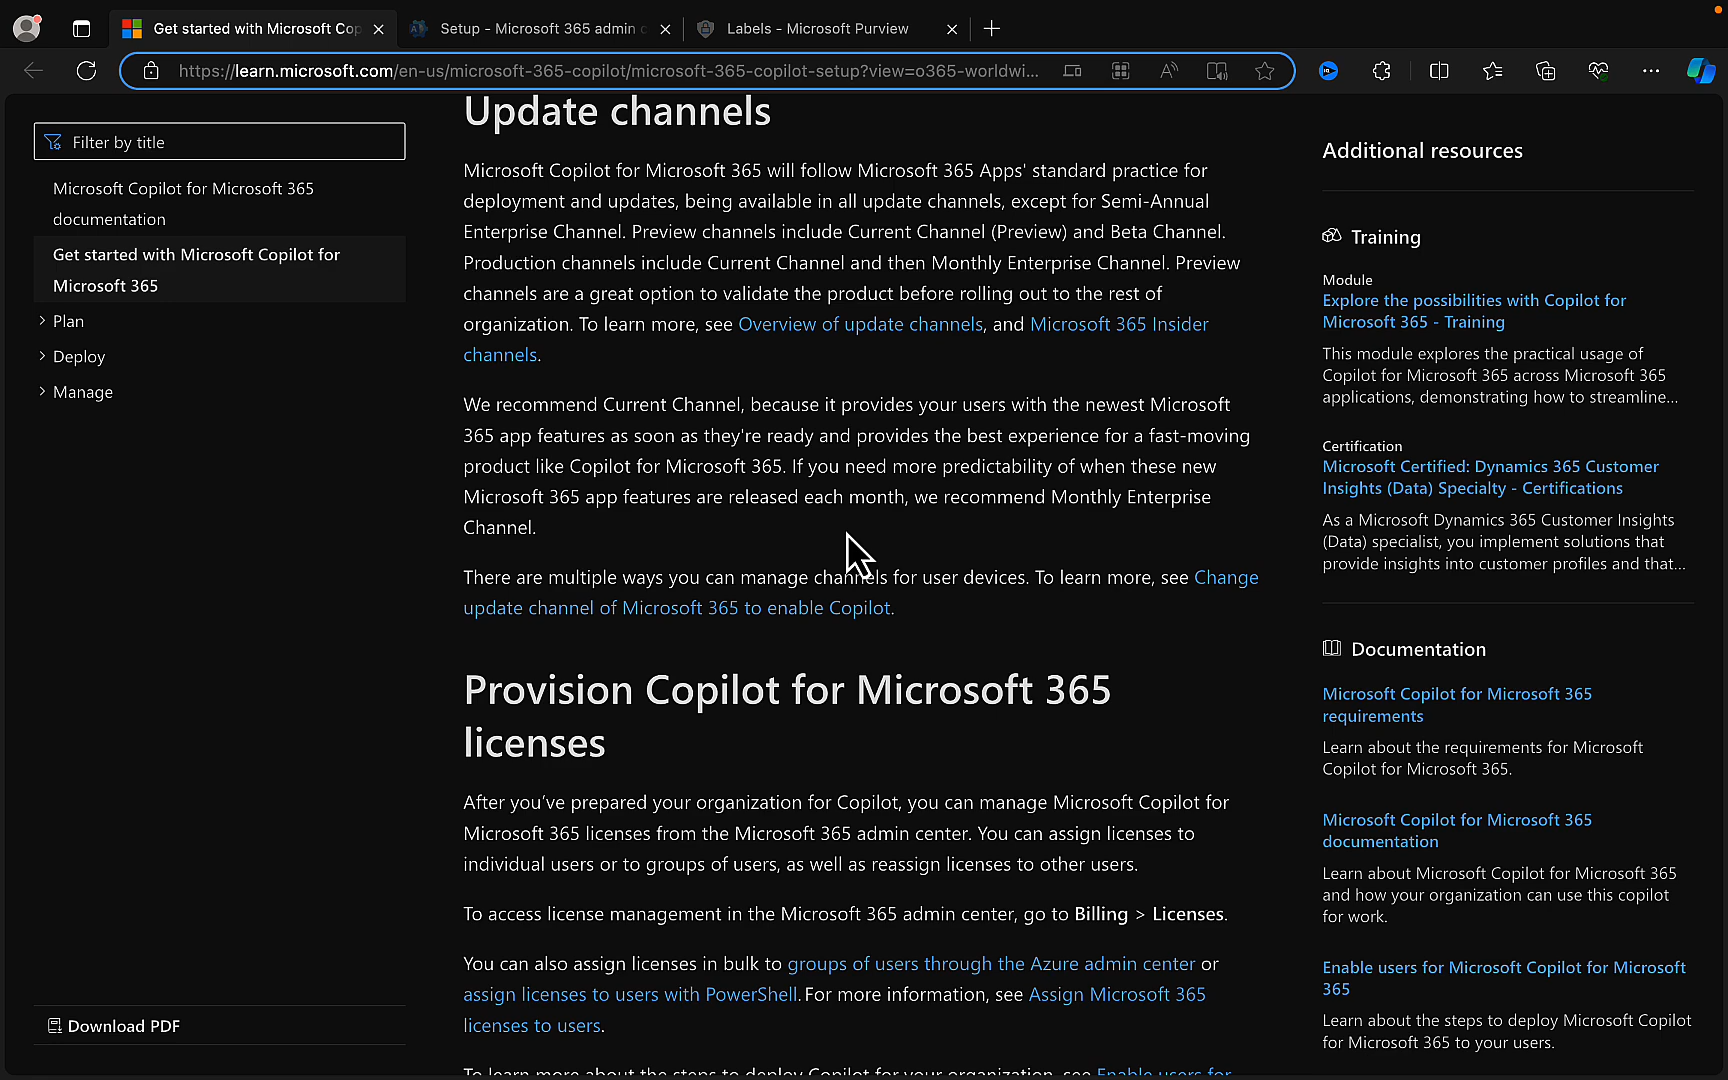 Get started with Microsoft Cop
Setup - Microsoft 365 admin c
Labels - Microsoft Purview
https://learn.microsoft.com/en-us/microsoft-365-copilot/microsoft-365-copilot-setup?view=o365-worldwi...
Filter by title
Microsoft Copilot for Microsoft 365
documentation
Get started with Microsoft Copilot for
Microsoft 365
Plan
Deploy
Manage
Download PDF
Update channels
Microsoft Copilot for Microsoft 365 will follow Microsoft 365 Apps' standard practice for
deployment and updates, being available in all update channels, except for Semi-Annual
Enterprise Channel. Preview channels include Current Channel (Preview) and Beta Channel.
Production channels include Current Channel and then Monthly Enterprise Channel. Preview
channels are a great option to validate the product before rolling out to the rest of
organization. To learn more, see Overview of update channels, and Microsoft 365 Insider
channels.
We recommend Current Channel, because it provides your users with the newest Microsoft
365 app features as soon as they're ready and provides the best experience for a fast-moving
product like Copilot for Microsoft 365. If you need more predictability of when these new
Microsoft 365 app features are released each month, we recommend Monthly Enterprise
Channel.
There are multiple ways you can manage channels for user devices. To learn more, see Change
update channel of Microsoft 365 to enable Copilot.
Provision Copilot for Microsoft 365
licenses
After you've prepared your organization for Copilot, you can manage Microsoft Copilot for
Microsoft 365 licenses from the Microsoft 365 admin center. You can assign licenses to
individual users or to groups of users, as well as reassign licenses to other users.
To access license management in the Microsoft 365 admin center, go to Billing > Licenses.
You can also assign licenses in bulk to groups of users through the Azure admin center or
assign licenses to users with PowerShell. For more information, see Assign Microsoft 365
licenses to users.
To learn more about the steps to deploy Copilot for your organization, see Enable users for
Additional resources
Training
Module
Explore the possibilities with Copilot for
Microsoft 365 - Training
This module explores the practical usage of
Copilot for Microsoft 365 across Microsoft 365
applications, demonstrating how to streamline...
Certification
Microsoft Certified: Dynamics 365 Customer
Insights (Data) Specialty - Certifications
As a Microsoft Dynamics 365 Customer Insights
(Data) specialist, you implement solutions that
provide insights into customer profiles and that...
Documentation
Microsoft Copilot for Microsoft 365
requirements
Learn about the requirements for Microsoft
Copilot for Microsoft 365.
Microsoft Copilot for Microsoft 365
documentation
Learn about Microsoft Copilot for Microsoft 365
and how your organization can use this copilot
for work.
Enable users for Microsoft Copilot for Microsoft
365
Learn about the steps to deploy Microsoft Copilot
for Microsoft 365 to your users.